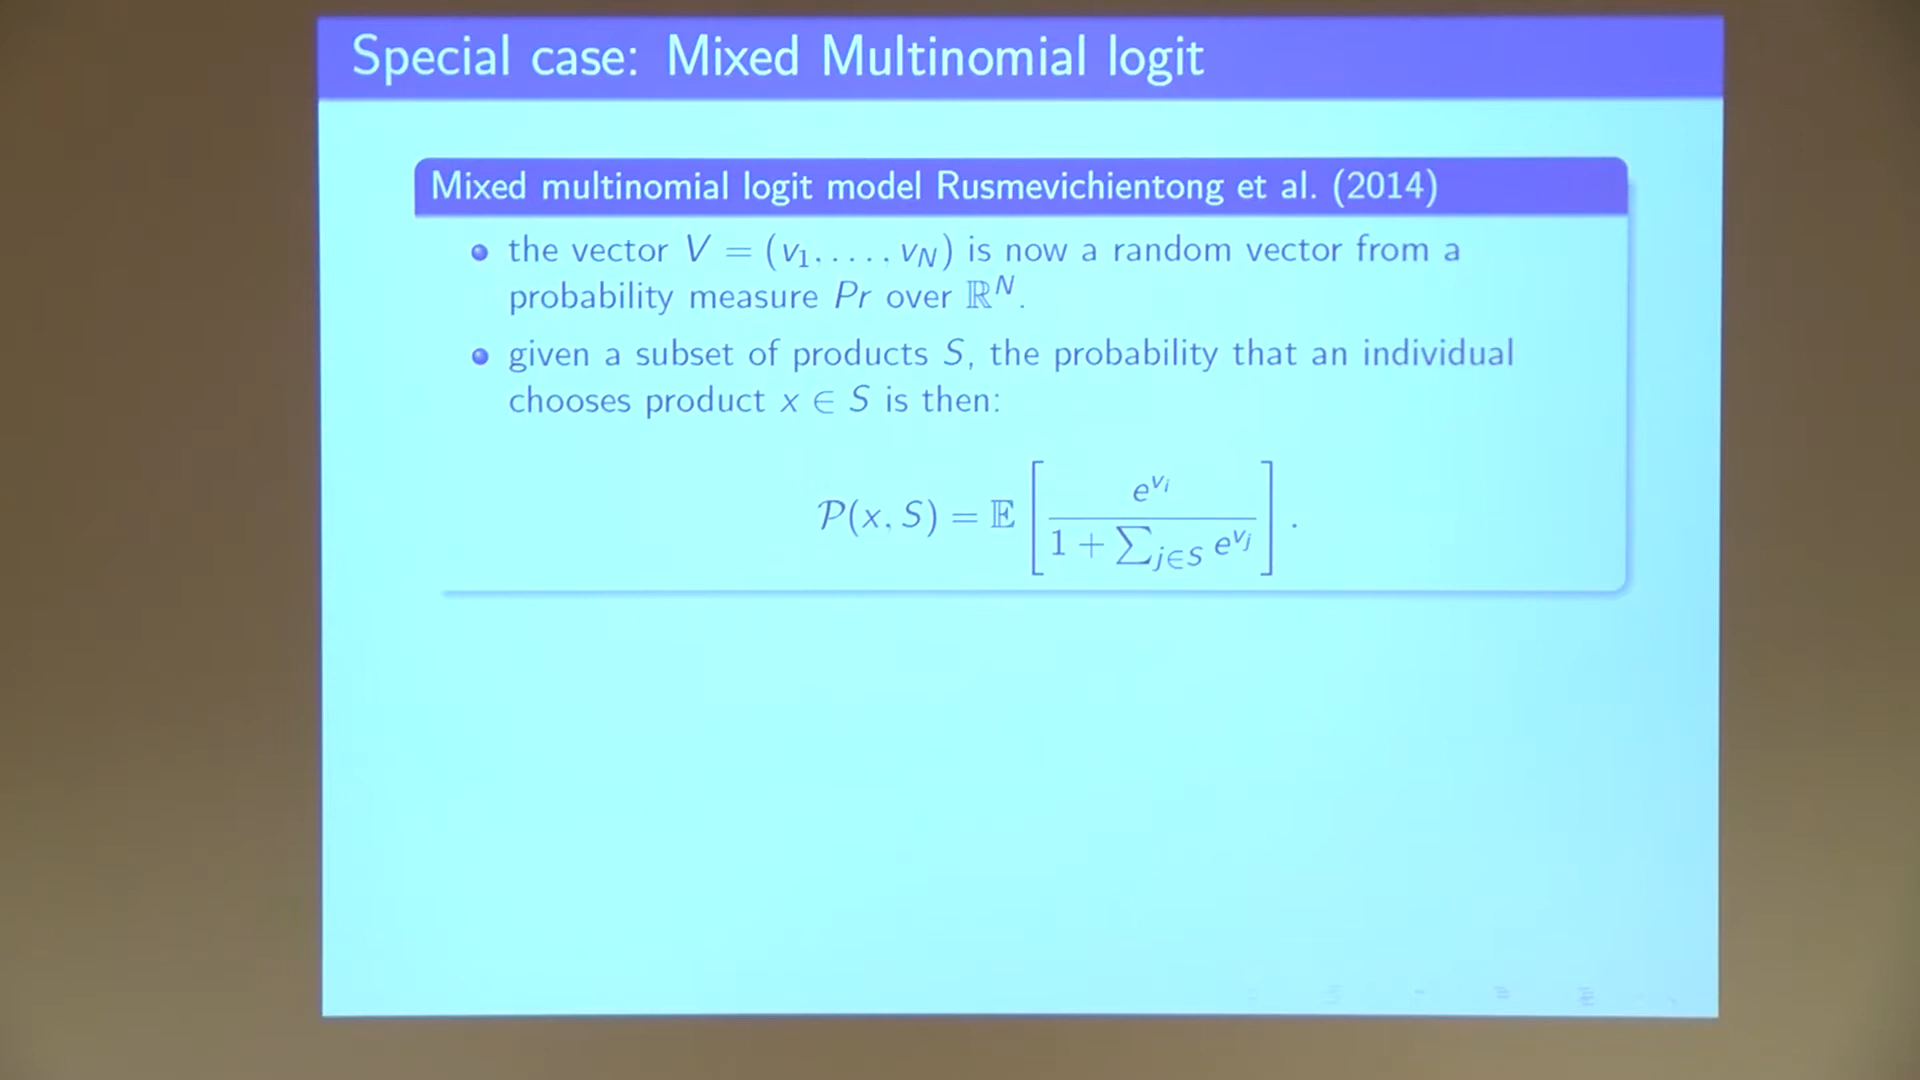 Special case: Mixed Multinomial logit
Mixed multinomial logit model Rusmevichientong et al. (2014)
the vector V = (v₁, . . . , v_N) is now a random vector from a
probability measure Pr over ℝ^N.
given a subset of products S, the probability that an individual
chooses product x ∈ S is then:
𝒫(x, S) = 𝔼 [ e^{v_i} / (1 + ∑_{j∈S} e^{v_j}) ] .